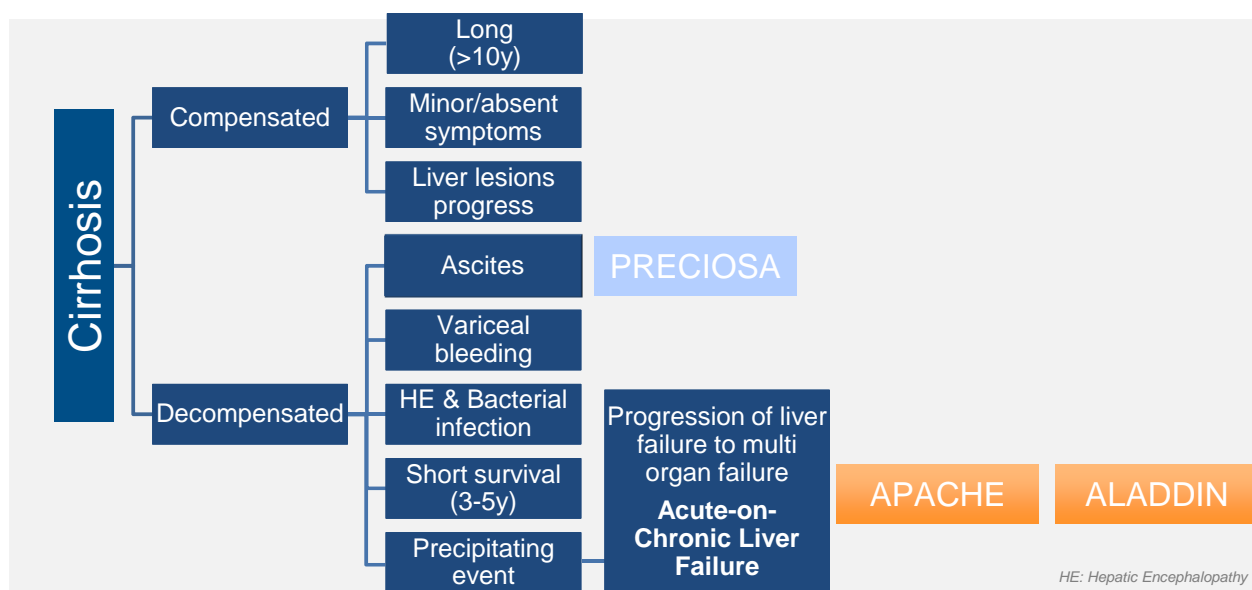 Cirrhosis
Compensated
Long
(>10y)
Minor/absent
symptoms
Liver lesions
progress
Decompensated
Ascites
PRECIOSA
Variceal
bleeding
HE & Bacterial
infection
Short survival
(3-5y)
Precipitating
event
Progression of liver
failure to multi
organ failure
Acute-on-
Chronic Liver
Failure
APACHE
ALADDIN
HE: Hepatic Encephalopathy